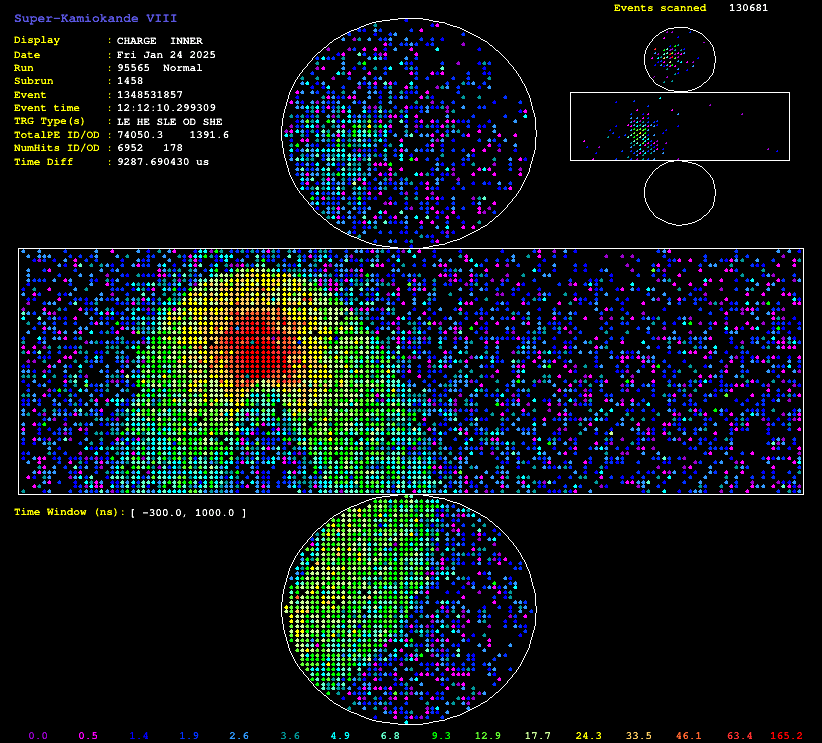 Super-Kamiokande VIII
Events scanned 130681
Display : CHARGE INNER
Date : Fri Jan 24 2025
Run : 95565 Normal
Subrun : 1458
Event : 1348531857
Event time : 12:12:10.299309
TRG Type(s) : LE HE SLE OD SHE
TotalPE ID/OD : 74050.3 1391.6
NumHits ID/OD : 6952 178
Time Diff : 9287.690430 us
Time Window (ns): [ -300.0, 1000.0 ]
0.0 0.5 1.4 1.9 2.6 3.6 4.9 6.8 9.3 12.9 17.7 24.3 33.5 46.1 63.4 165.2